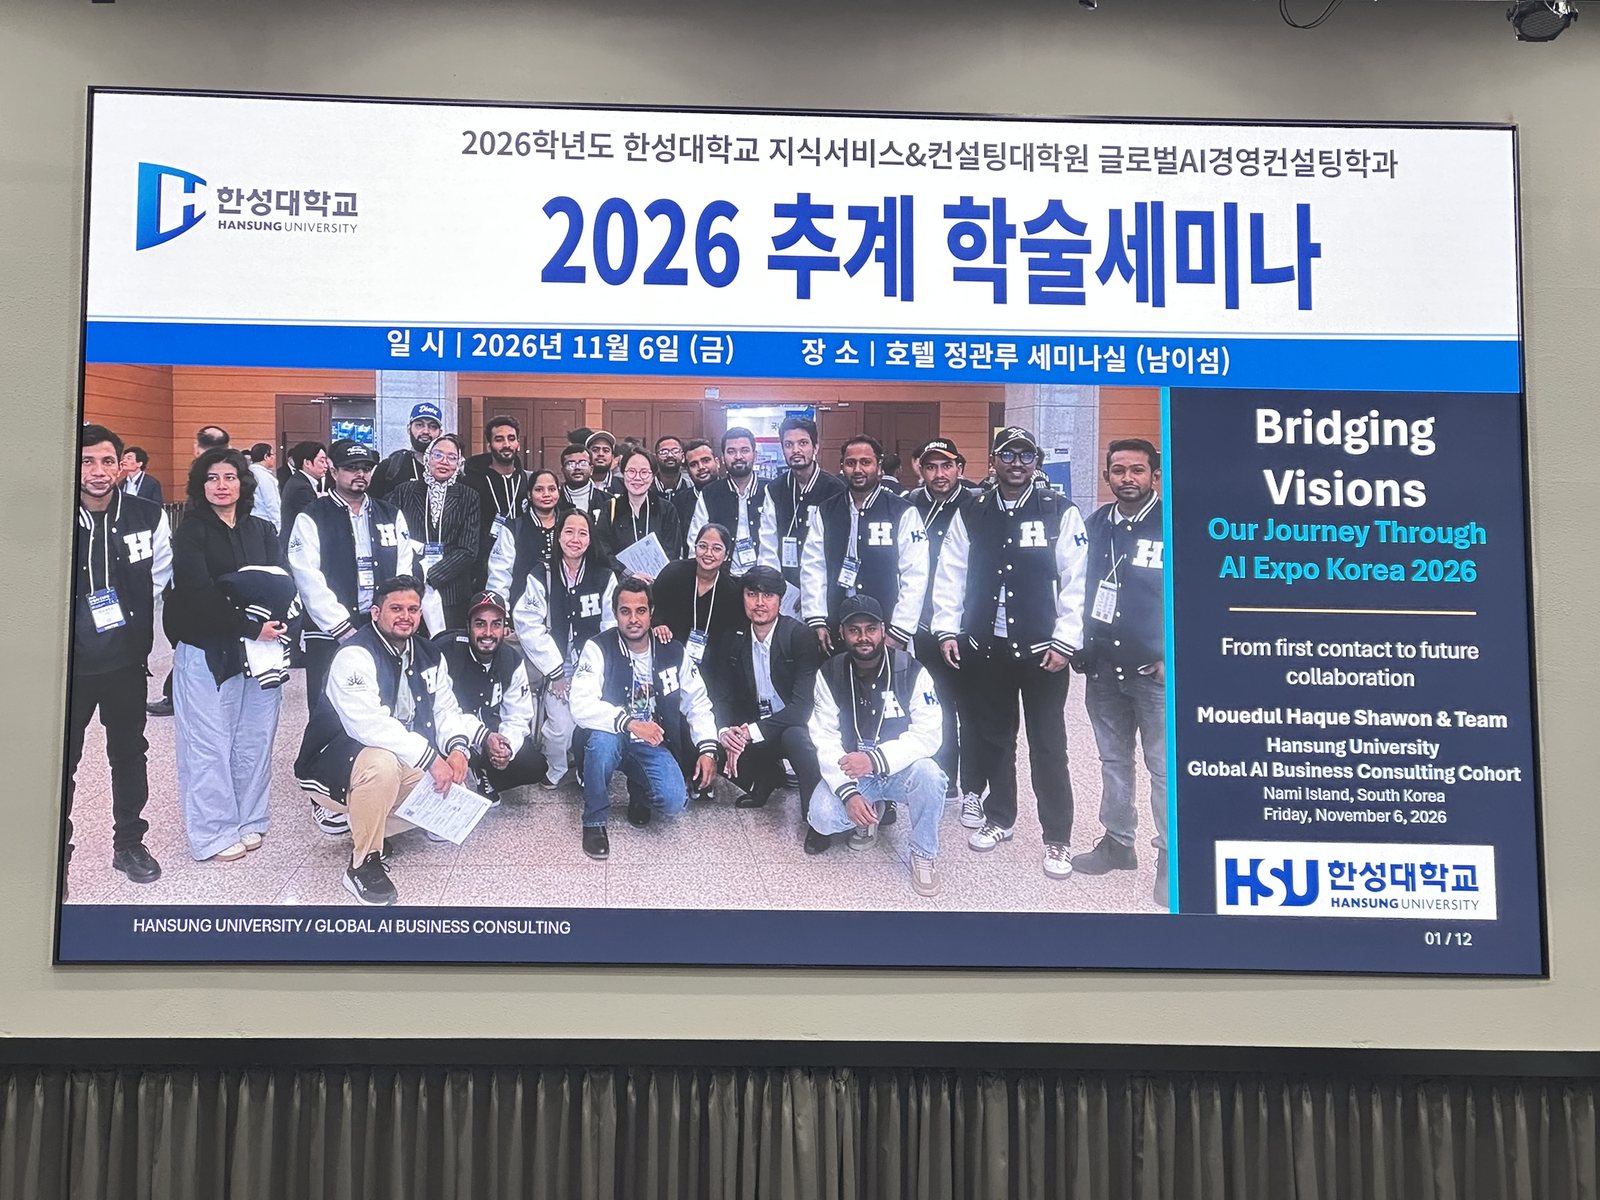 2026학년도 한성대학교 지식서비스&컨설팅대학원 글로벌AI경영컨설팅학과
한성대학교
HANSUNG UNIVERSITY
2026 추계 학술세미나
일 시 | 2026년 11월 6일 (금) 장 소 | 호텔 정관루 세미나실 (남이섬)
Bridging
Visions
Our Journey Through
AI Expo Korea 2026
From first contact to future
collaboration
Mouedul Haque Shawon & Team
Hansung University
Global AI Business Consulting Cohort
Nami Island, South Korea
Friday, November 6, 2026
HSU 한성대학교
HANSUNG UNIVERSITY
HANSUNG UNIVERSITY / GLOBAL AI BUSINESS CONSULTING
01 / 12